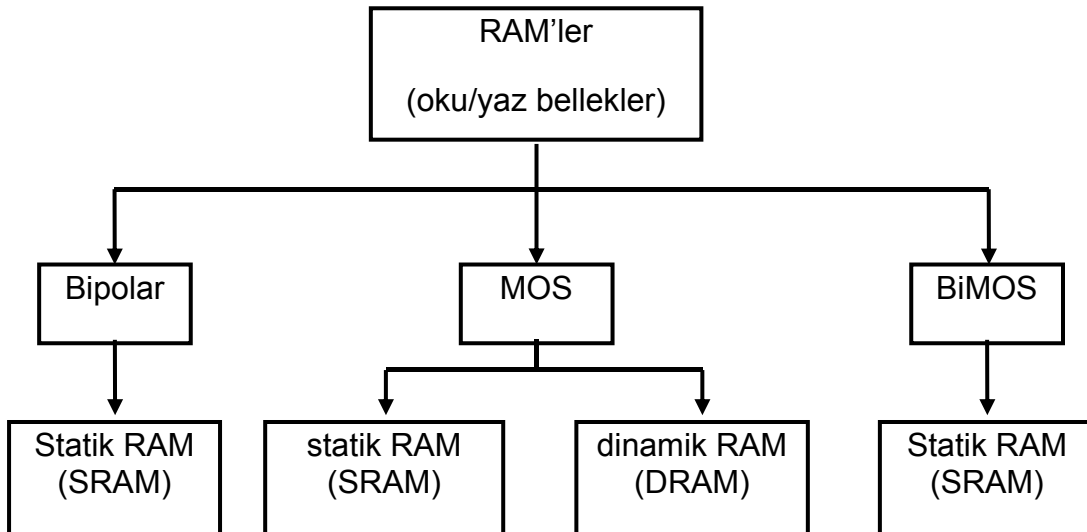 RAM’ler
(oku/yaz bellekler)
Bipolar
MOS
BiMOS
Statik RAM
(SRAM)
statik RAM
(SRAM)
dinamik RAM
(DRAM)
Statik RAM
(SRAM)